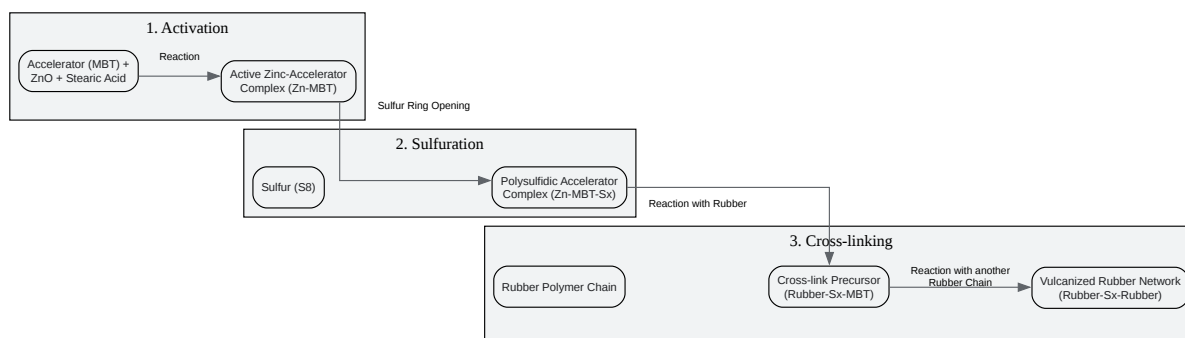 1. Activation
Accelerator (MBT) +
ZnO + Stearic Acid
Reaction
Active Zinc-Accelerator
Complex (Zn-MBT)
Sulfur Ring Opening
2. Sulfuration
Sulfur (S8)
Polysulfidic Accelerator
Complex (Zn-MBT-Sx)
Reaction with Rubber
3. Cross-linking
Rubber Polymer Chain
Cross-link Precursor
(Rubber-Sx-MBT)
Reaction with another
Rubber Chain
Vulcanized Rubber Network
(Rubber-Sx-Rubber)